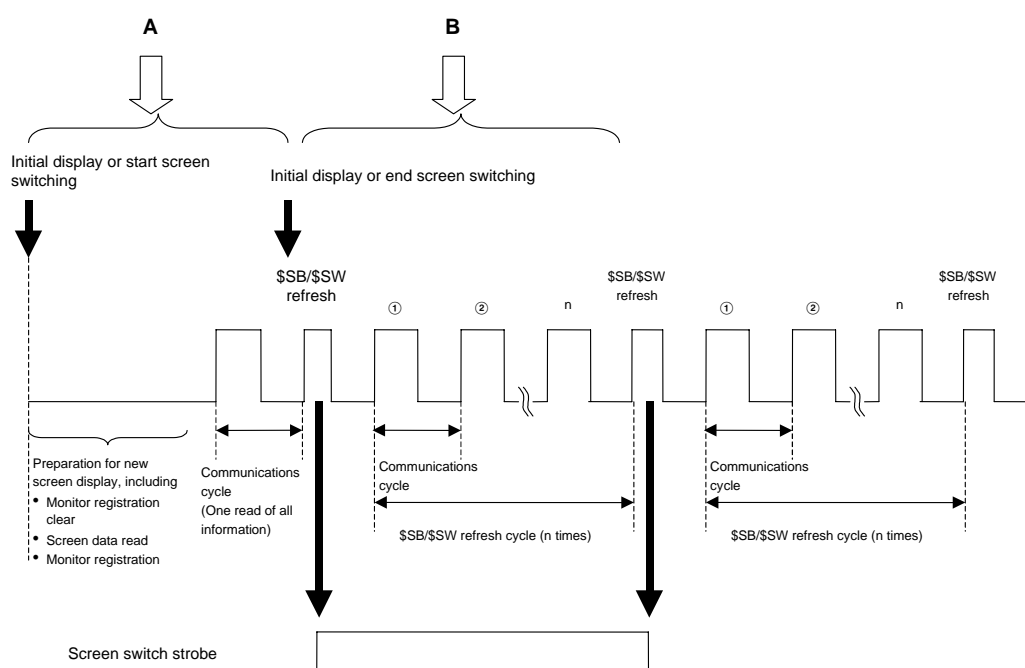 A
B
Initial display or start screen
switching
Initial display or end screen switching
$SB/$SW
refresh
①
②
n
$SB/$SW
refresh
①
②
n
$SB/$SW
refresh
Preparation for new
screen display, including
• Monitor registration
clear
• Screen data read
• Monitor registration
Communications
cycle
(One read of all
information)
Communications
cycle
$SB/$SW refresh cycle (n times)
Communications
cycle
$SB/$SW refresh cycle (n times)
Screen switch strobe